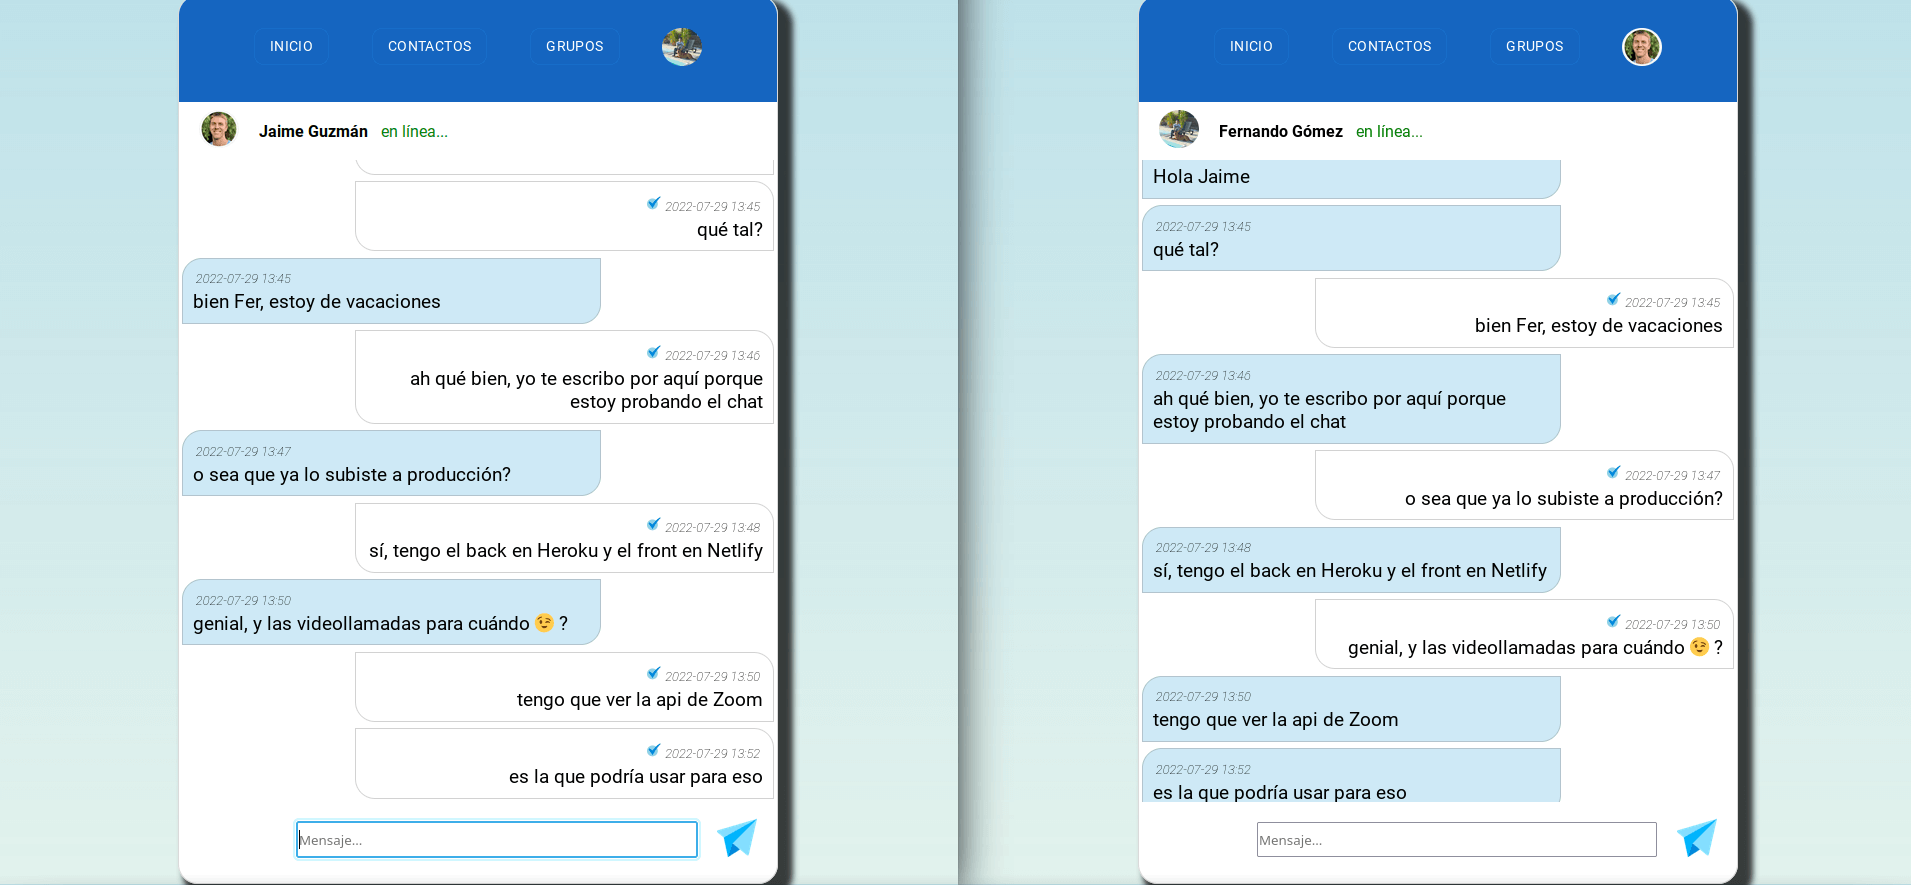 INICIO
CONTACTOS
GRUPOS
Jaime Guzmán en línea...
2022-07-29 13:45
qué tal?
2022-07-29 13:45
bien Fer, estoy de vacaciones
2022-07-29 13:46
ah qué bien, yo te escribo por aquí porque
estoy probando el chat
2022-07-29 13:47
o sea que ya lo subiste a producción?
2022-07-29 13:48
sí, tengo el back en Heroku y el front en Netlify
2022-07-29 13:50
genial, y las videollamadas para cuándo 😉 ?
2022-07-29 13:50
tengo que ver la api de Zoom
2022-07-29 13:52
es la que podría usar para eso
Mensaje...
INICIO
CONTACTOS
GRUPOS
Fernando Gómez en línea...
Hola Jaime
2022-07-29 13:45
qué tal?
2022-07-29 13:45
bien Fer, estoy de vacaciones
2022-07-29 13:46
ah qué bien, yo te escribo por aquí porque
estoy probando el chat
2022-07-29 13:47
o sea que ya lo subiste a producción?
2022-07-29 13:48
sí, tengo el back en Heroku y el front en Netlify
2022-07-29 13:50
genial, y las videollamadas para cuándo 😉 ?
2022-07-29 13:50
tengo que ver la api de Zoom
2022-07-29 13:52
es la que podría usar para eso
Mensaje...